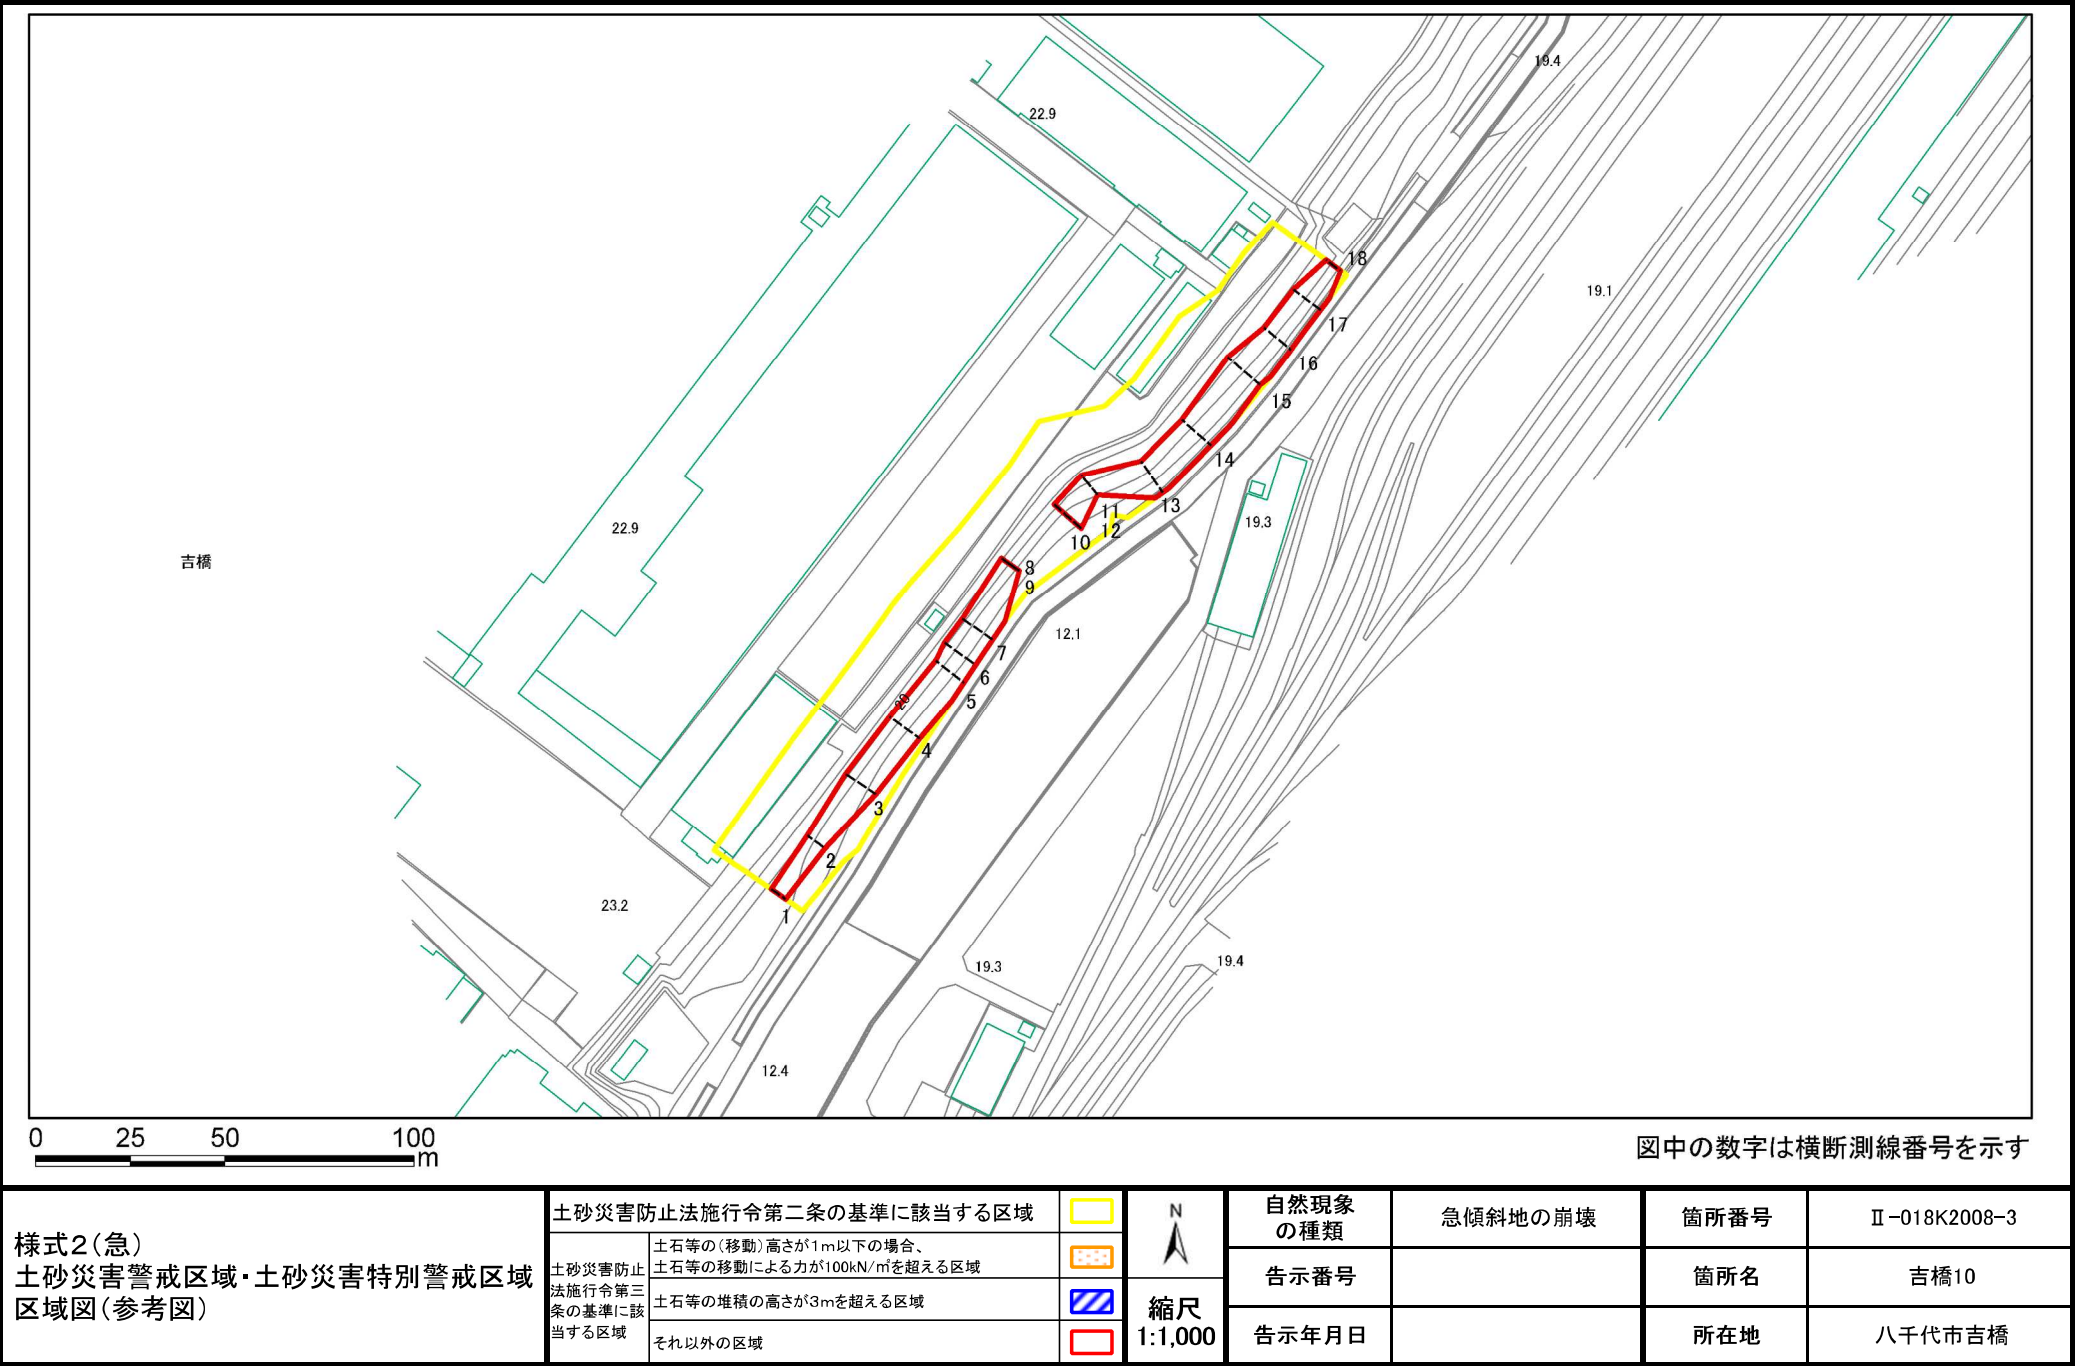 19.4
22.9
18
19.1
17
16
15
14
13
11
12
10
19.3
22.9
吉橋
8
9
12.1
7
6
5
20
4
3
2
1
23.2
19.3
19.4
12.4
0 25 50 100
m
図中の数字は横断測線番号を示す
様式2(急)
土砂災害警戒区域・土砂災害特別警戒区域
区域図(参考図)
土砂災害防止法施行令第二条の基準に該当する区域
土砂災害防止
法施行令第三
条の基準に該
当する区域
土石等の(移動)高さが1m以下の場合、
土石等の移動による力が100kN/㎡を超える区域
土石等の堆積の高さが3mを超える区域
それ以外の区域
N
縮尺
1:1,000
自然現象
の種類
急傾斜地の崩壊
箇所番号
Ⅱ-018K2008-3
告示番号
箇所名
吉橋10
告示年月日
所在地
八千代市吉橋